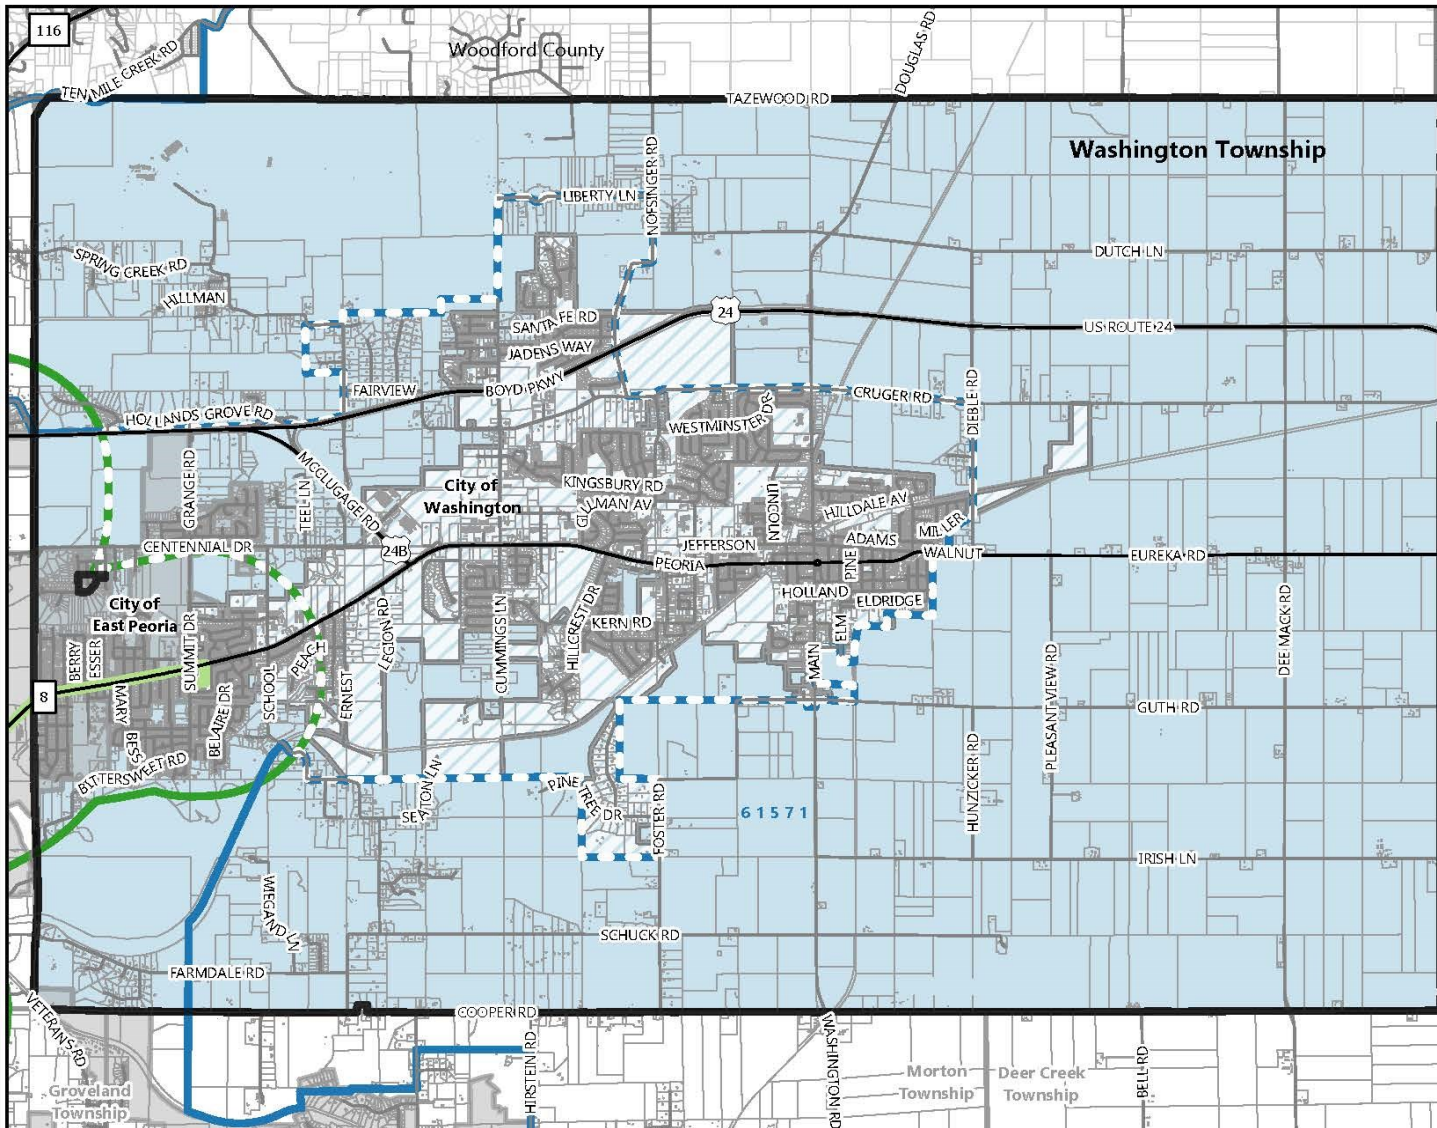 116
Woodford County
DOUGLAS RD
TEN MILE CREEK RD
TAZEWOOD RD
Washington Township
NOFSINGER RD
LIBERTY LN
SPRING CREEK RD
DUTCH LN
HILLMAN
SANTA FE RD
24
US ROUTE 24
JADENS WAY
FAIRVIEW
BOYD PKWY
CRUGER RD
DIEBLE RD
HOLLANDS GROVE RD
WESTMINSTER DR
GRANGE RD
TEEL LN
MCCLUGAGE RD
City of
Washington
KINGSBURY RD
GILLMAN AV
LINCOLN
HILLDALE AV
MILLER
CENTENNIAL DR
24B
JEFFERSON
ADAMS
PEORIA
PINE
WALNUT
EUREKA RD
City of
East Peoria
HOLLAND
ELDRIDGE
BERRY
ESSER
SUMMIT DR
PEACH
LEGION RD
CUMMINGS LN
HILLCREST DR
KERN RD
ELM
MAIN
DEE MACK RD
PLEASANT VIEW RD
8
MARY
BESS
BELAIRE DR
SCHOOL
ERNEST
GUTH RD
BITTERSWEET RD
SEATON LN
PINE TREE DR
FOSTER RD
61571
HUNZICKER RD
IRISH LN
WIEGAND LN
SCHUCK RD
FARMDALE RD
VETERANS RD
COOPER RD
HIRSTEIN RD
WASHINGTON RD
BELL RD
Groveland
Township
Morton
Township
Deer Creek
Township